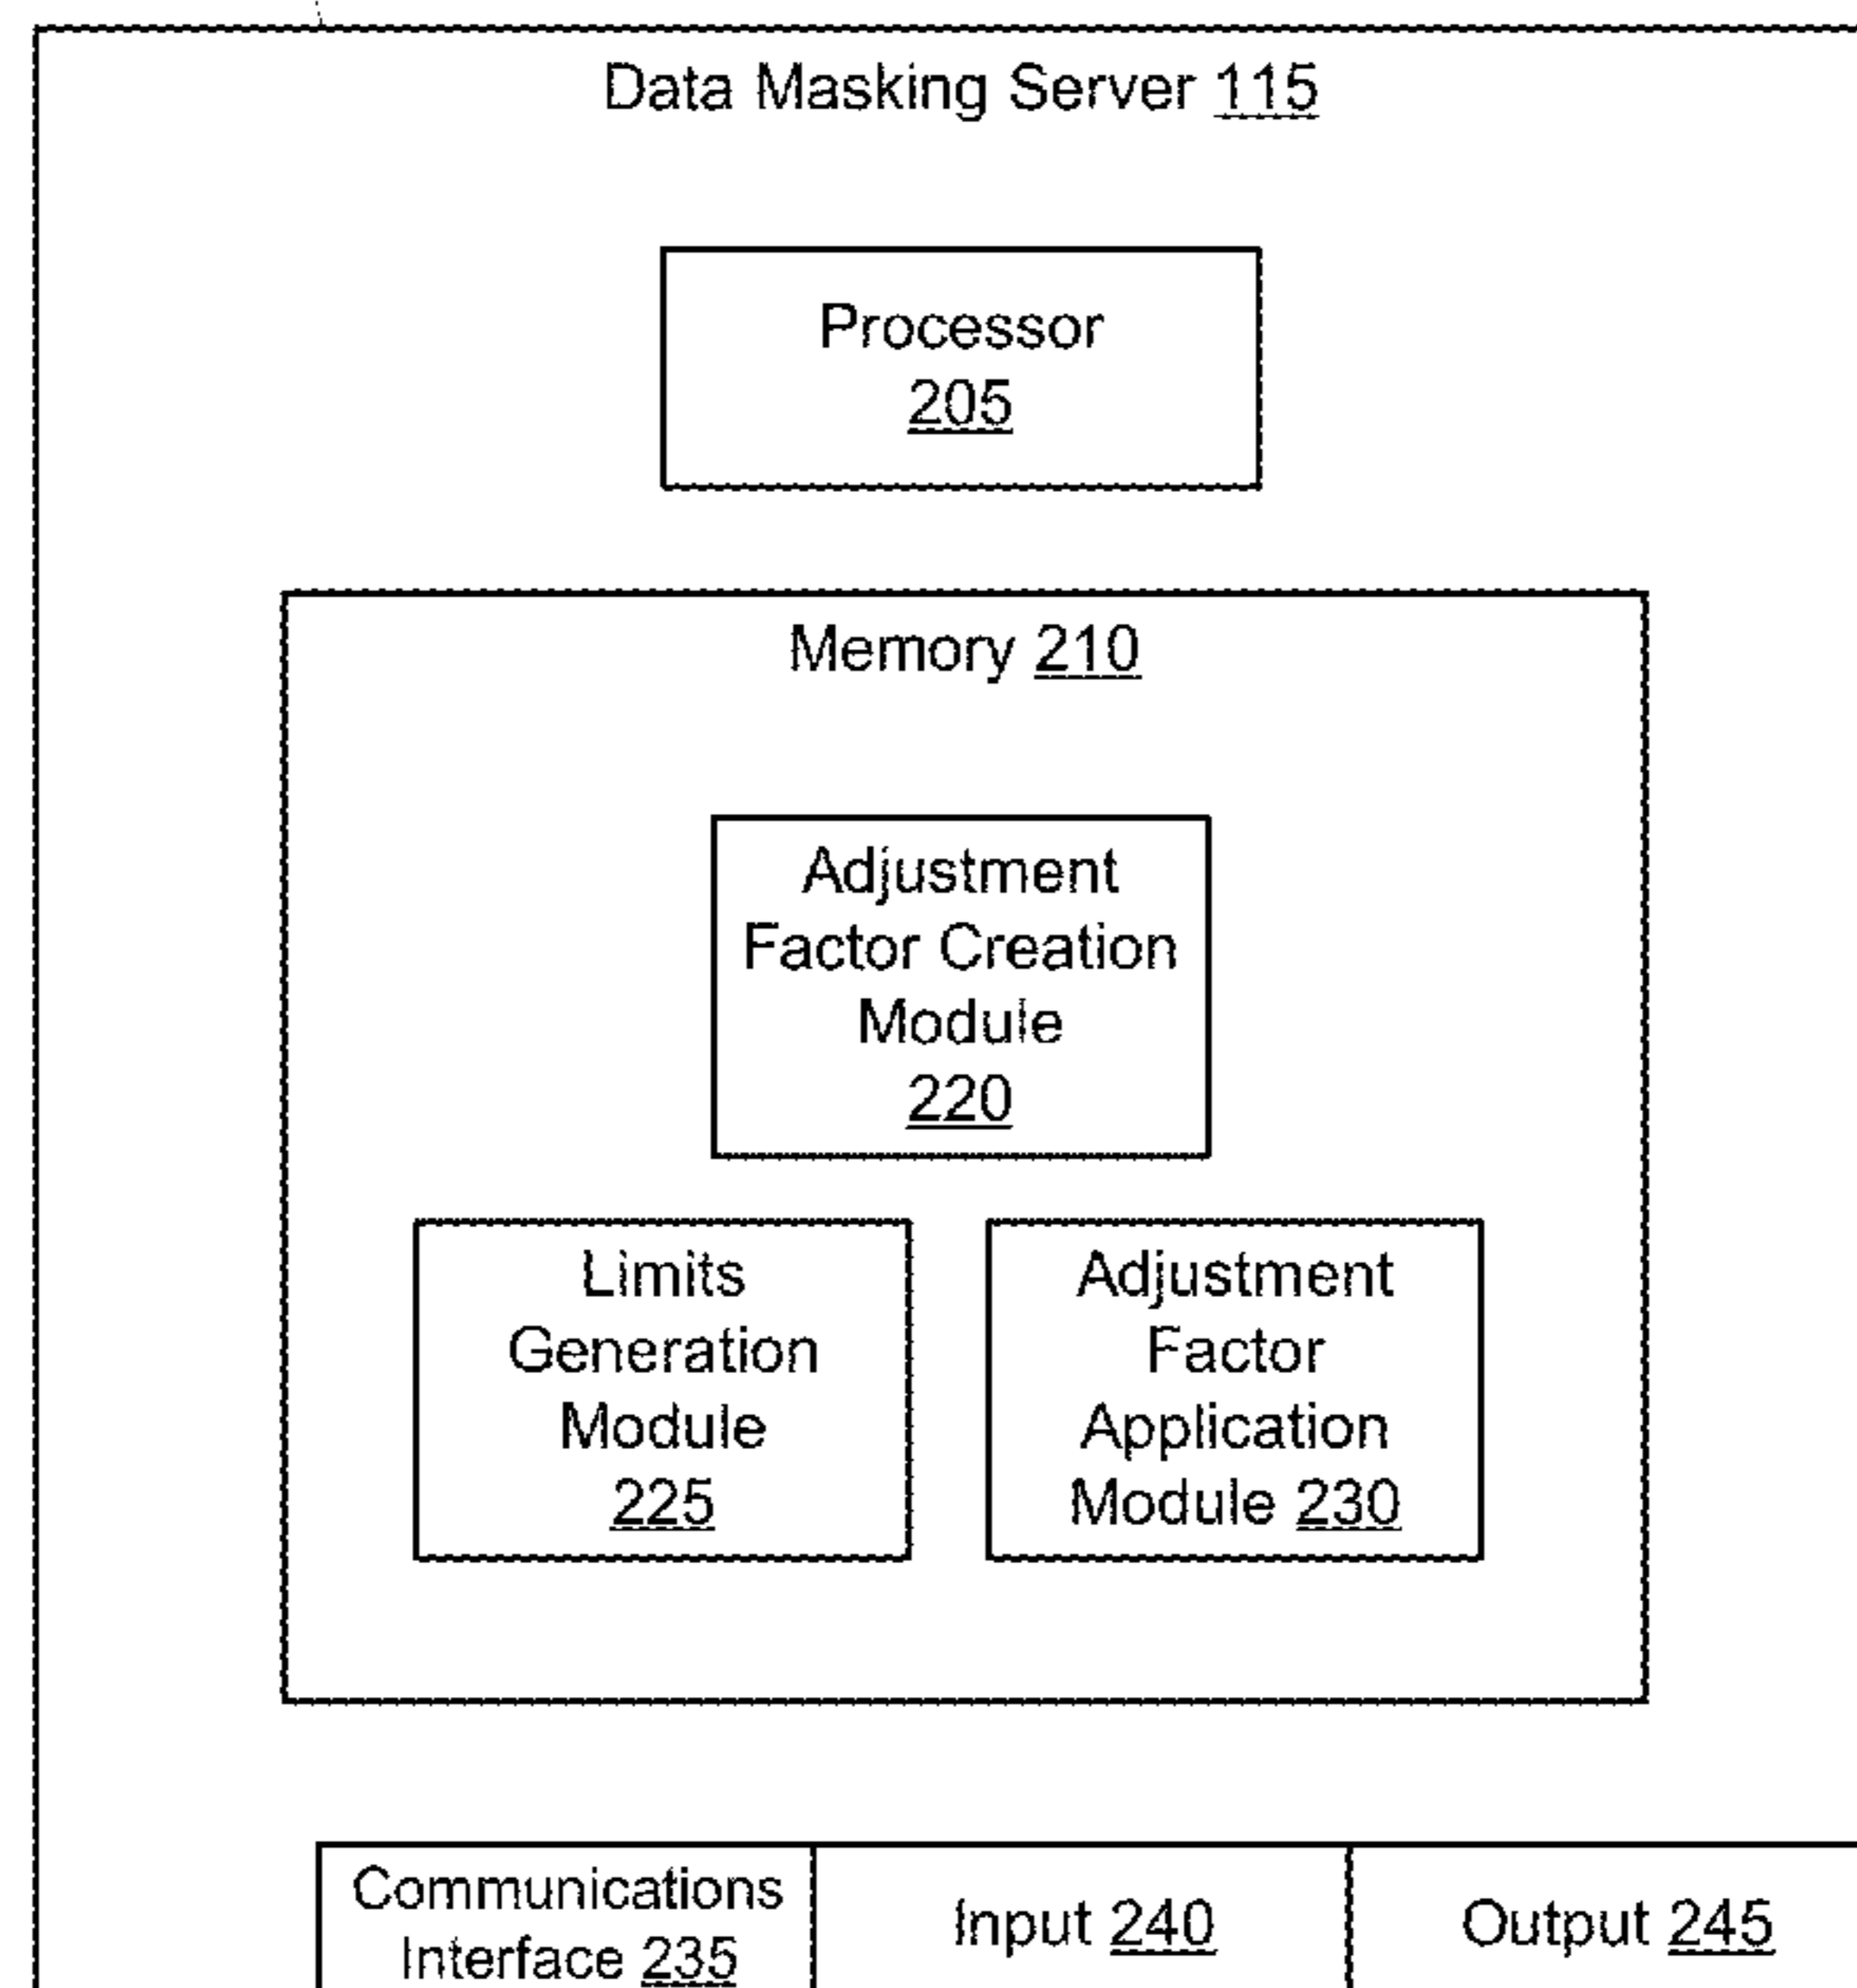 Data Masking Server 115
Processor
205
Memory 210
Adjustment
Factor Creation
Module
220
Limits
Generation
Module
225
Adjustment
Factor
Application
Module 230
Communications
Interface 235
Input 240
Output 245